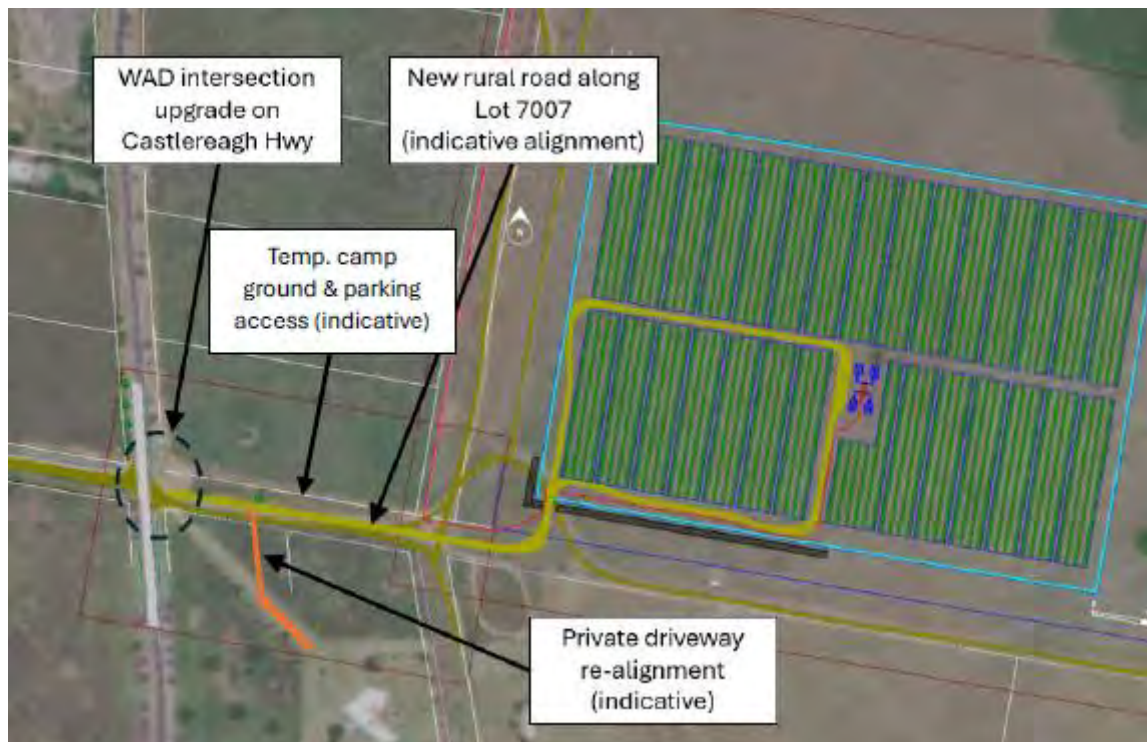 WAD intersection
upgrade on
Castlereagh Hwy
New rural road along
Lot 7007
(indicative alignment)
Temp. camp
ground & parking
access (indicative)
Private driveway
re-alignment
(indicative)